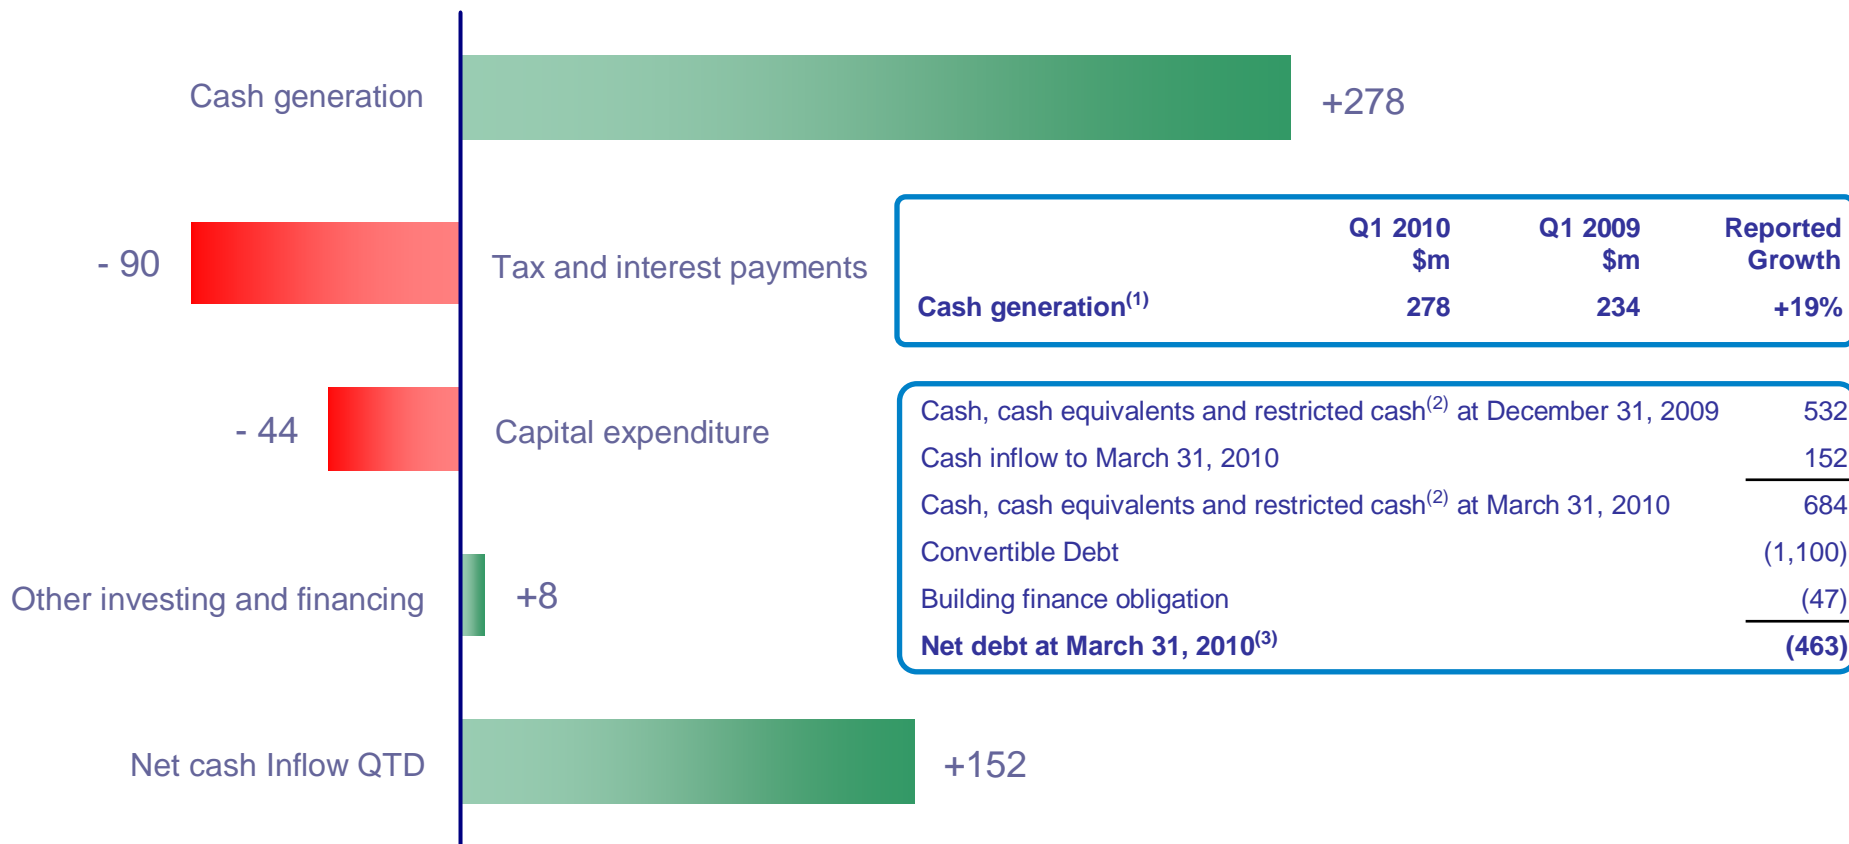 Cash generation
+278
- 90
Tax and interest payments
Q1 2010 Q1 2009 Reported
$m $m Growth
Cash generation(1) 278 234 +19%
- 44
Capital expenditure
Cash, cash equivalents and restricted cash(2) at December 31, 2009 532
Cash inflow to March 31, 2010 152
Cash, cash equivalents and restricted cash(2) at March 31, 2010 684
Convertible Debt (1,100)
Building finance obligation (47)
Net debt at March 31, 2010(3) (463)
Other investing and financing
+8
Net cash Inflow QTD
+152